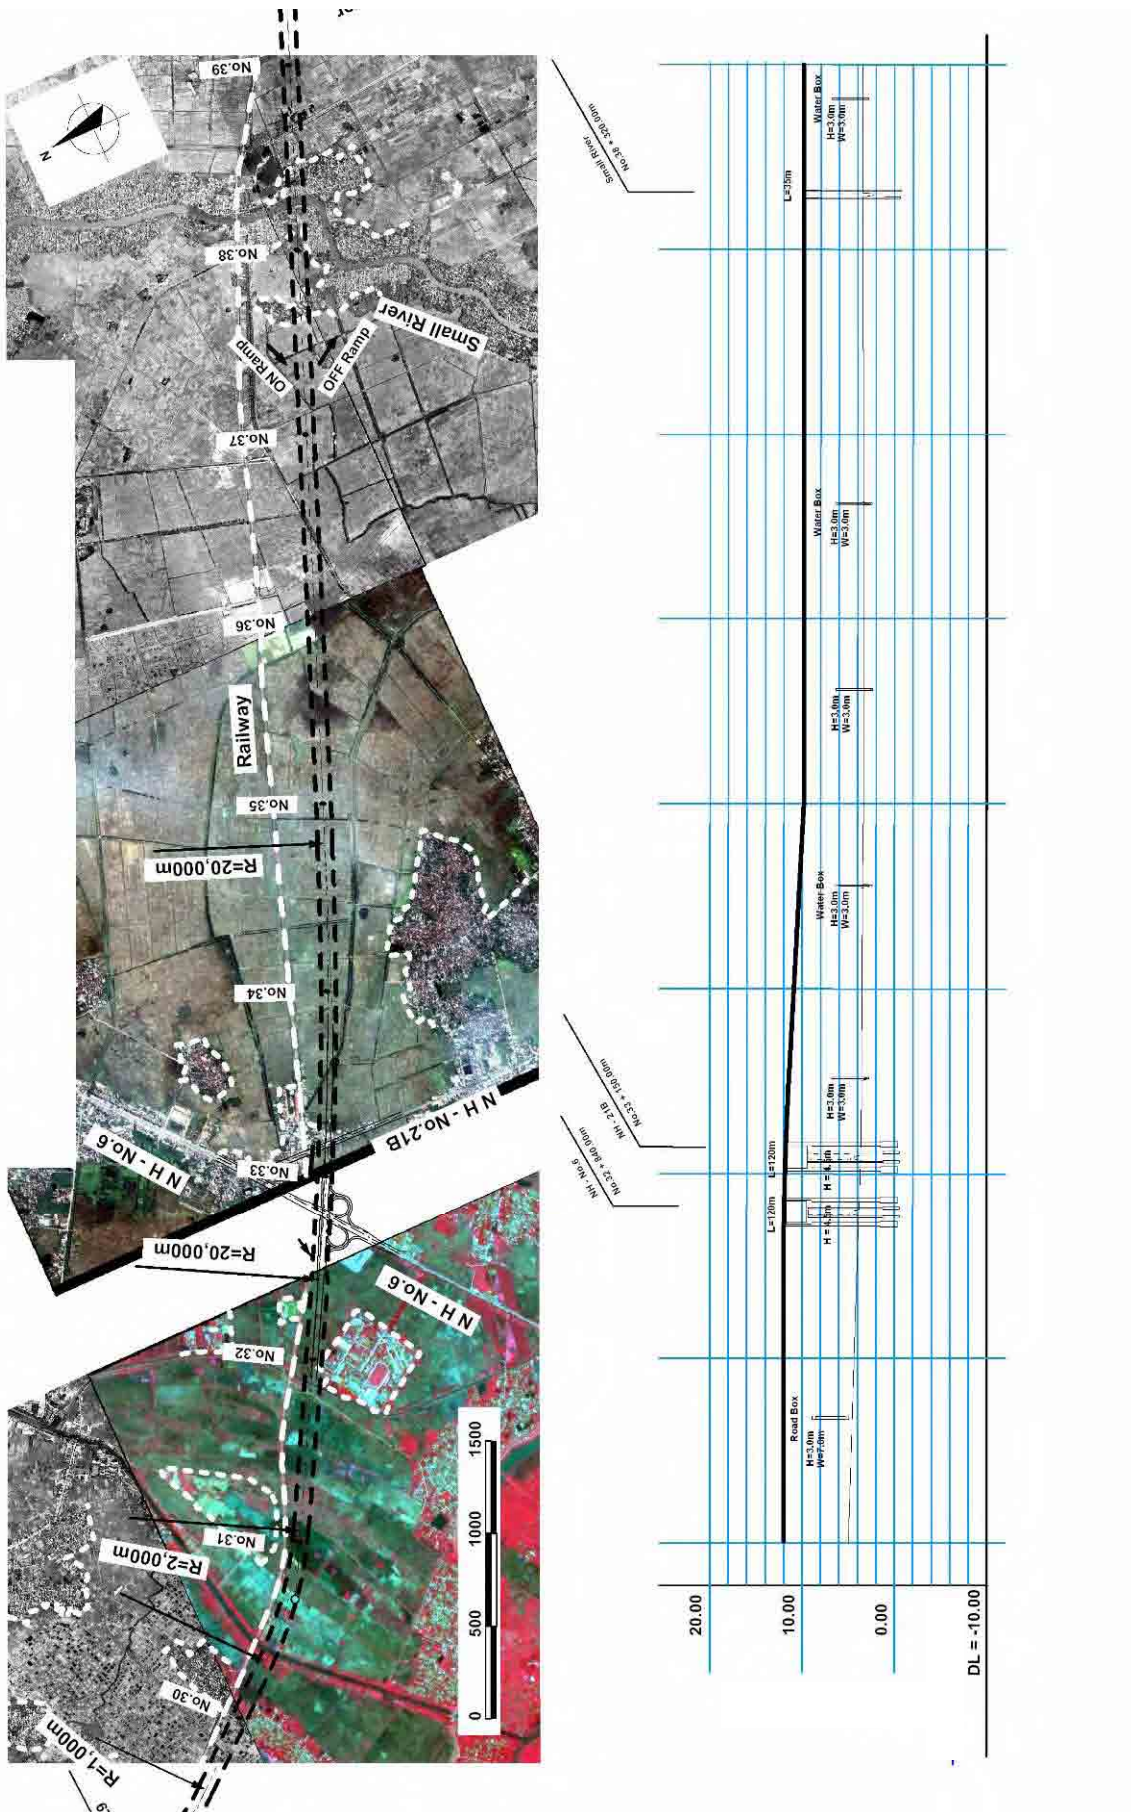 No.39
N
No.38
Small River
ON Ramp
OFF Ramp
No.37
No.36
Railway
No.35
R=20,000m
No.34
N H - No.6
N H - No.21B
No.33
R=20,000m
N H - No.6
No.32
No.31
R=2,000m
No.30
R=1,000m
0 500 1000 1500
Small River
No.38 + 320.00m
NH - 21B
No.33 + 150.00m
NH - No.6
No.32 + 840.00m
Water Box
H=3.0m
W=3.0m
L=35m
Water Box
H=3.0m
W=3.0m
H=3.0m
W=3.0m
Water Box
H=3.0m
W=3.0m
H=3.0m
W=3.0m
L=120m
L=120m
H = 4.5m
Road Box
H=3.0m
W=7.0m
20.00
10.00
0.00
DL = -10.00